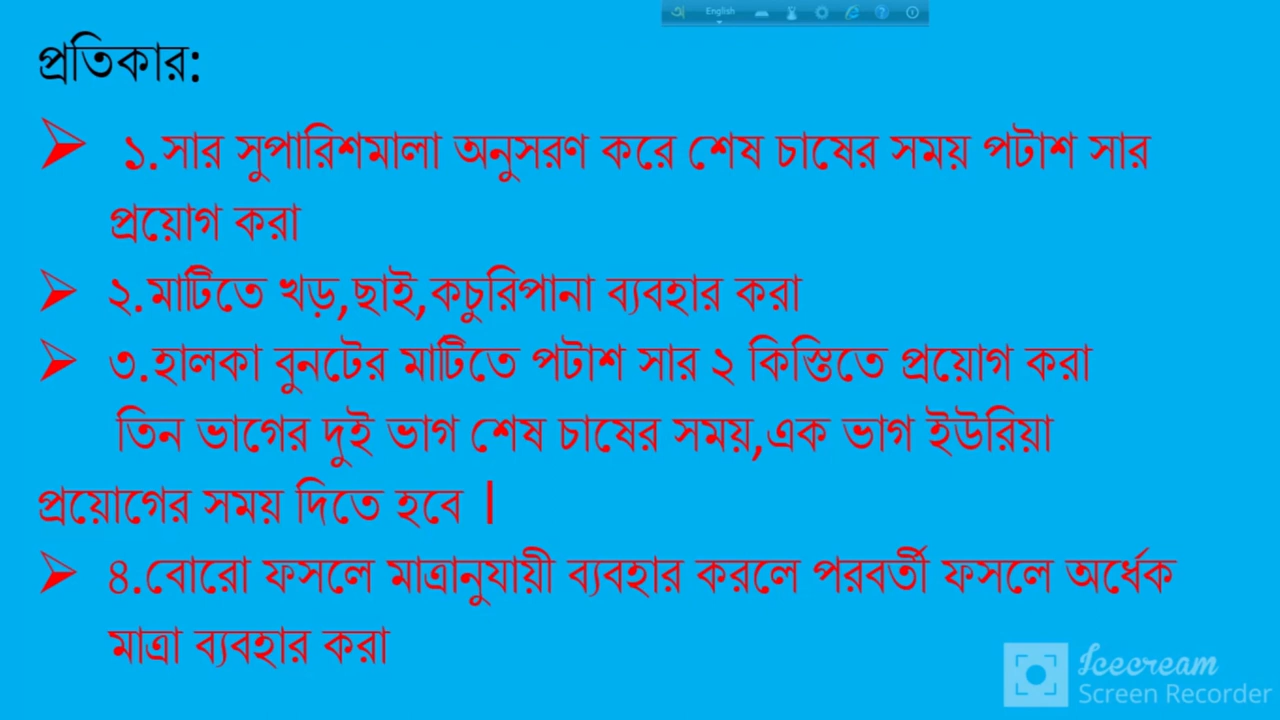 অ English
প্রতিকার:
১.সার সুপারিশমালা অনুসরণ করে শেষ চাষের সময় পটাশ সার
প্রয়োগ করা
২.মাটিতে খড়,ছাই,কচুরিপানা ব্যবহার করা
৩.হালকা বুনটের মাটিতে পটাশ সার ২ কিস্তিতে প্রয়োগ করা
তিন ভাগের দুই ভাগ শেষ চাষের সময়,এক ভাগ ইউরিয়া
প্রয়োগের সময় দিতে হবে ।
৪.বোরো ফসলে মাত্রানুযায়ী ব্যবহার করলে পরবর্তী ফসলে অর্ধেক
মাত্রা ব্যবহার করা
Icecream
Screen Recorder